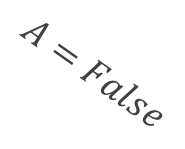 A = False